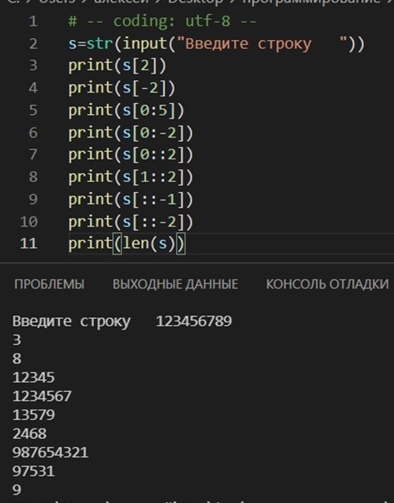 C: > Users > алексей > Desktop > программирование >
1 # -- coding: utf-8 --
2 s=str(input("Введите строку   "))
3 print(s[2])
4 print(s[-2])
5 print(s[0:5])
6 print(s[0:-2])
7 print(s[0::2])
8 print(s[1::2])
9 print(s[::-1])
10 print(s[::-2])
11 print(len(s))
ПРОБЛЕМЫ ВЫХОДНЫЕ ДАННЫЕ КОНСОЛЬ ОТЛАДКИ
Введите строку   123456789
3
8
12345
1234567
13579
2468
987654321
97531
9